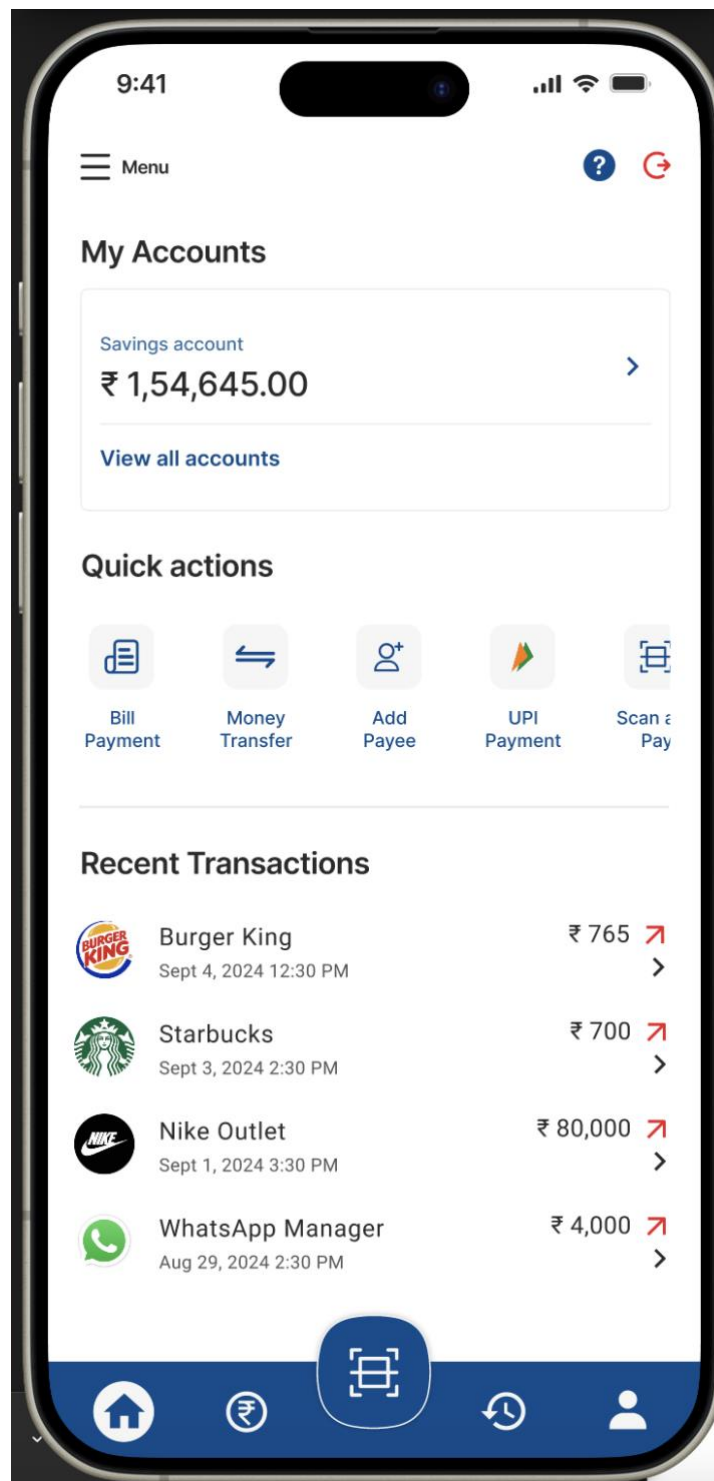 9:41
Menu
?
My Accounts
Savings account
₹ 1,54,645.00
View all accounts
Quick actions
Bill Payment
Money Transfer
Add Payee
UPI Payment
Scan a
Pay
Recent Transactions
BURGER KING
Burger King
₹ 765
Sept 4, 2024 12:30 PM
Starbucks
₹ 700
Sept 3, 2024 2:30 PM
NIKE
Nike Outlet
₹ 80,000
Sept 1, 2024 3:30 PM
WhatsApp Manager
₹ 4,000
Aug 29, 2024 2:30 PM
₹